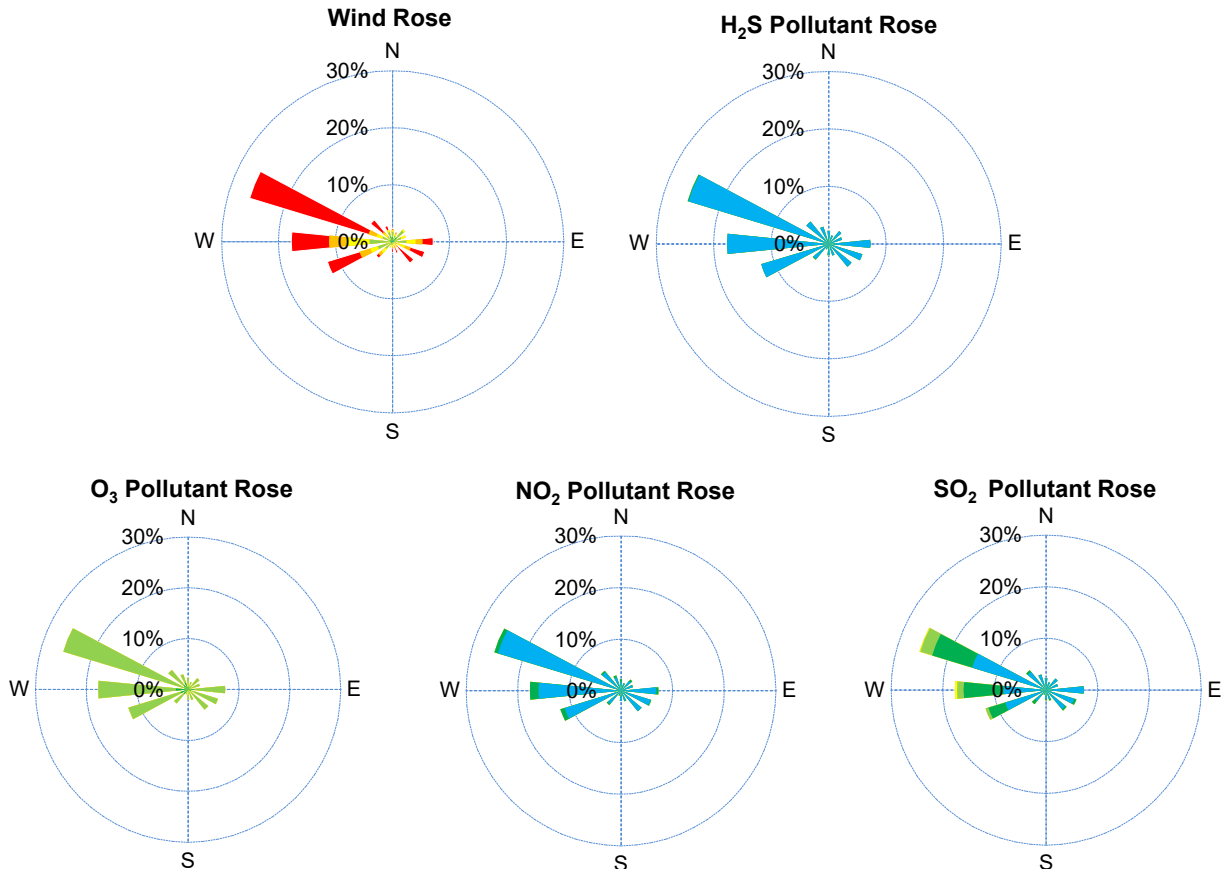 Wind Rose
N
30%
20%
10%
0%
W
E
S
H₂S Pollutant Rose
N
30%
20%
10%
0%
W
E
S
O₃ Pollutant Rose
N
30%
20%
10%
0%
W
E
S
NO₂ Pollutant Rose
N
30%
20%
10%
0%
W
E
S
SO₂ Pollutant Rose
N
30%
20%
10%
0%
W
E
S